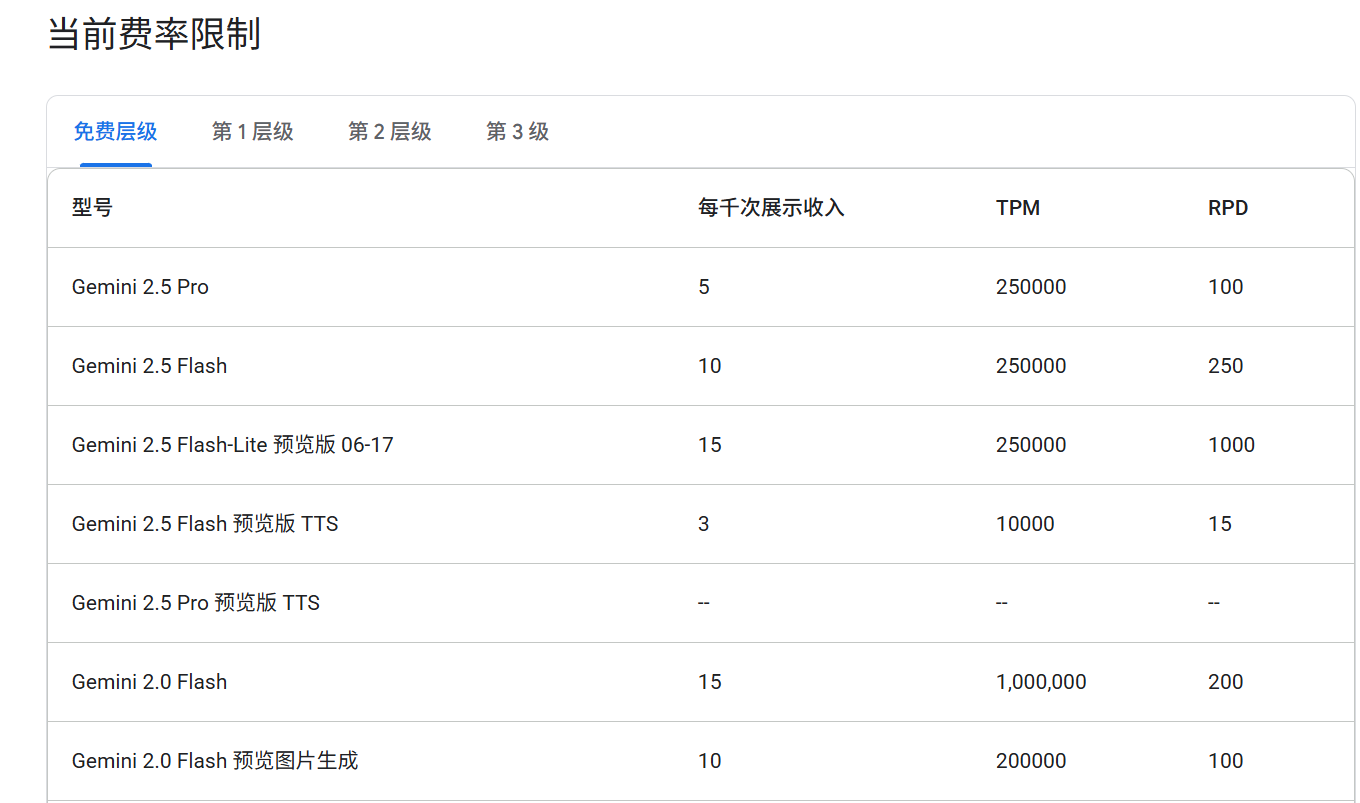 当前费率限制
免费层级 第 1 层级 第 2 层级 第 3 级
型号 每千次展示收入 TPM RPD
Gemini 2.5 Pro 5 250000 100
Gemini 2.5 Flash 10 250000 250
Gemini 2.5 Flash-Lite 预览版 06-17 15 250000 1000
Gemini 2.5 Flash 预览版 TTS 3 10000 15
Gemini 2.5 Pro 预览版 TTS -- -- --
Gemini 2.0 Flash 15 1,000,000 200
Gemini 2.0 Flash 预览图片生成 10 200000 100